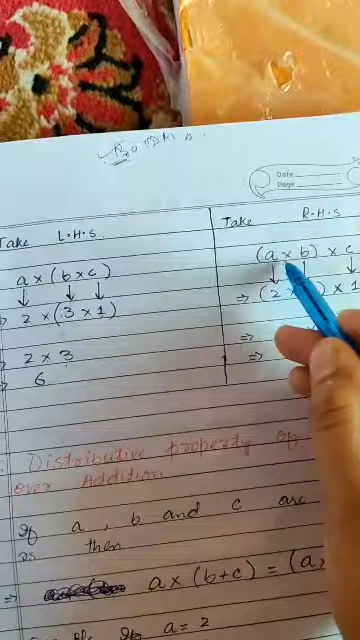 Date
Page
Take L.H.S.
a × (b × c)
2 × (3 × 1)
2 × 3
6
Take R.H.S
(a × b) × c
⇒ (2 × ) × 1
⇒
⇒
Distributive property of
over Addition
If a , b and c are
then
⇒ a × (b+c) = (a
If a = 2